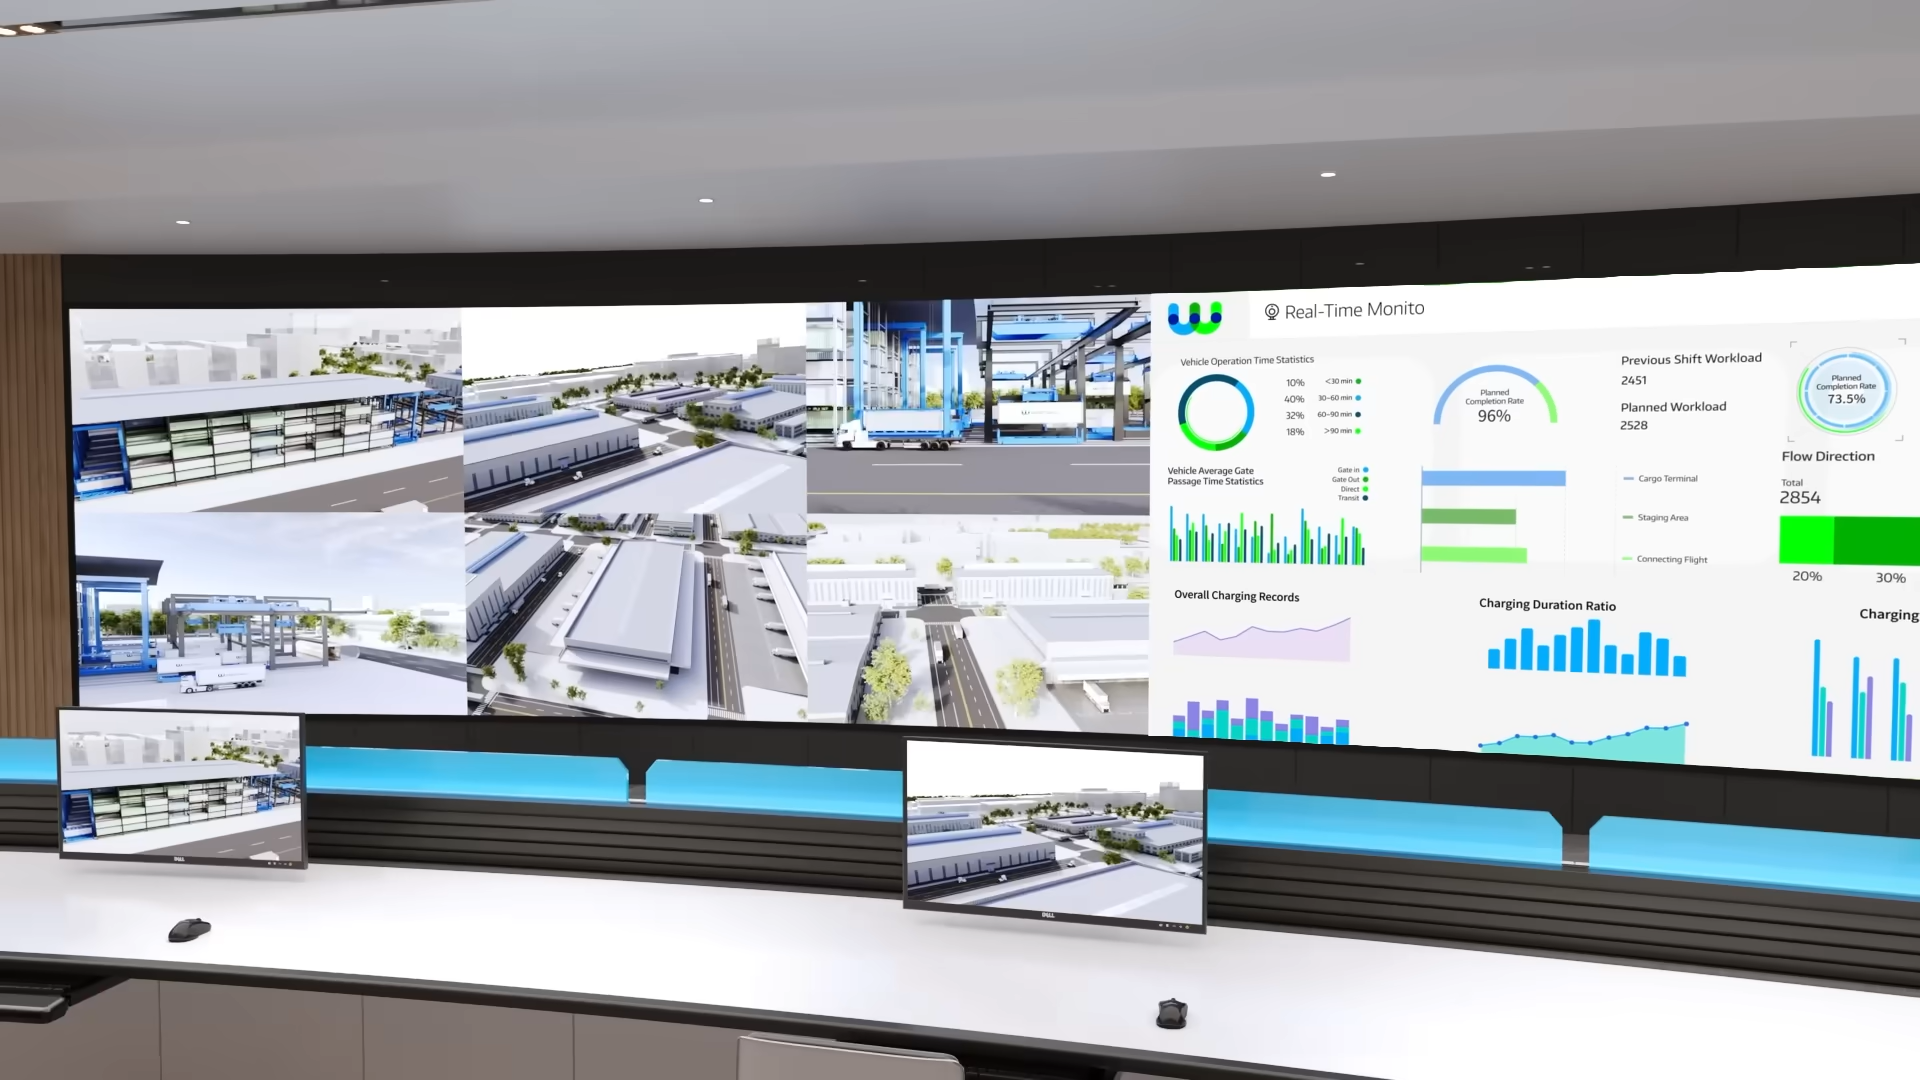 Real-Time Monito
Vehicle Operation Time Statistics
10% <30 min
40% 30-60 min
32% 60-90 min
18% >90 min
Vehicle Average Gate
Passage Time Statistics
Gate in
Gate Out
Direct
Transit
Planned
Completion Rate
96%
Previous Shift Workload
2451
Planned Workload
2528
Cargo Terminal
Staging Area
Connecting Flight
Planned
Completion Rate
73.5%
Flow Direction
Total
2854
20% 30%
Overall Charging Records
Charging Duration Ratio
Charging
DELL
DELL